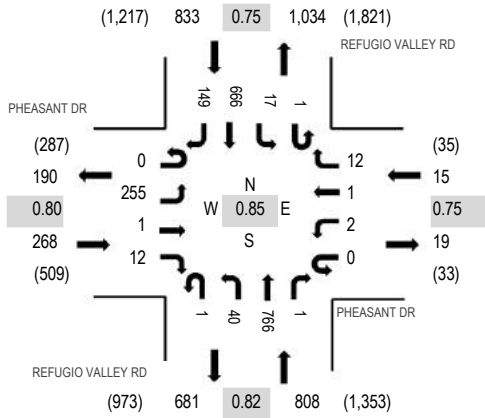 (1,217) 833 0.75 1,034 (1,821)
REFUGIO VALLEY RD
149 666 17 1
PHEASANT DR
(287)
190
0.80
268
(509)
0
255
1
12
N
W 0.85 E
S
12
1
2
0
(35)
15
0.75
19
(33)
1 40 766 1
PHEASANT DR
REFUGIO VALLEY RD
(973) 681 0.82 808 (1,353)